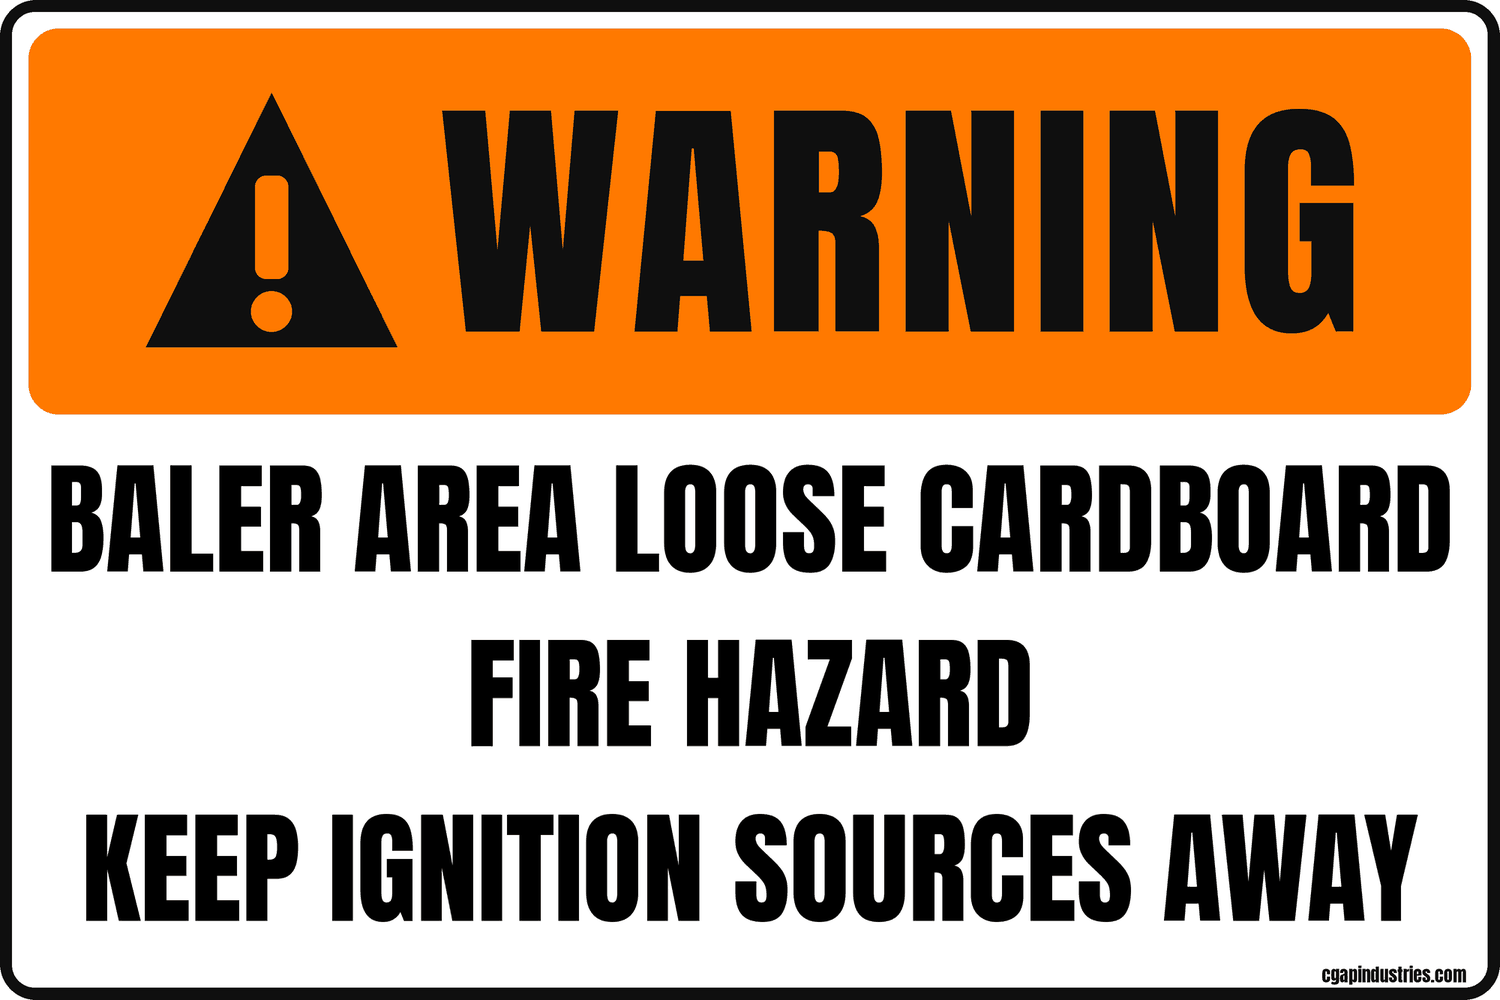 WARNING
BALER AREA LOOSE CARDBOARD
FIRE HAZARD
KEEP IGNITION SOURCES AWAY
cgapindustries.com